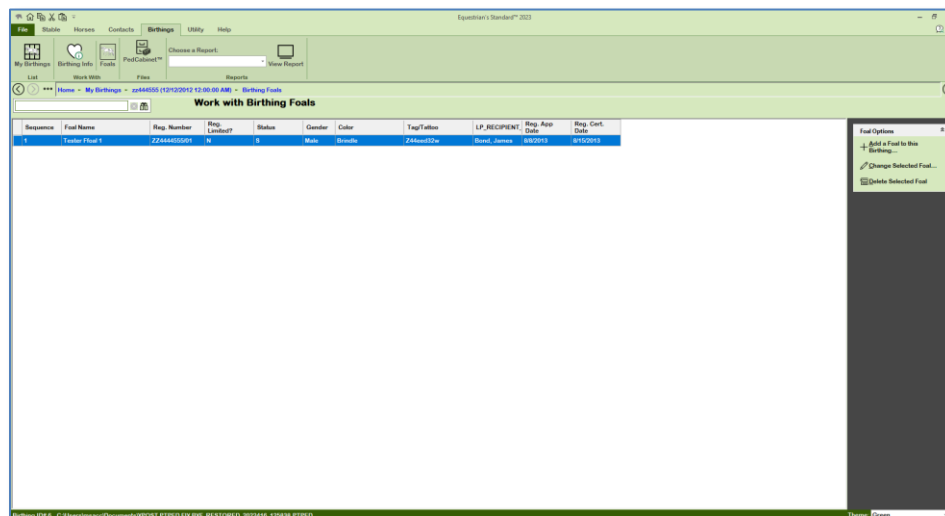 Equestrian's Standard™ 2023
File Stable Horses Contacts Birthings Utility Help
My Birthings Birthing Info Foals PedCabinet™ Choose a Report: View Report
List Work With Files Reports
Home - My Birthings - zz444555 (12/12/2012 12:00:00 AM) - Birthing Foals
Work with Birthing Foals
Sequence Foal Name Reg. Number Reg. Limited? Status Gender Color Tag/Tattoo LP_RECIPIENT_ Reg. App Date Reg. Cert. Date
1 Tester Ffoal 1 ZZ4444555/01 N S Male Brindle Z44eed32w Bond, James 8/8/2013 8/15/2013
Foal Options
Add a Foal to this
Birthing...
Change Selected Foal...
Delete Selected Foal
Theme: Green